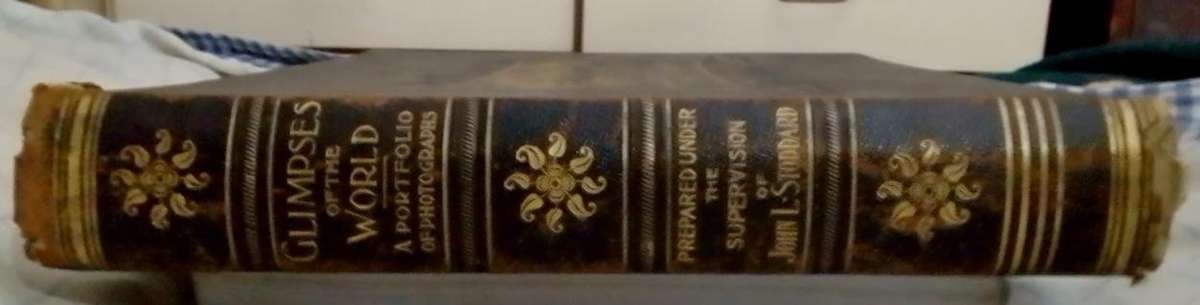 GLIMPSES
OF THE
WORLD
A PORTFOLIO
OF PHOTOGRAPHS
PREPARED UNDER
THE
SUPERVISION
OF
JOHN L. STODDARD